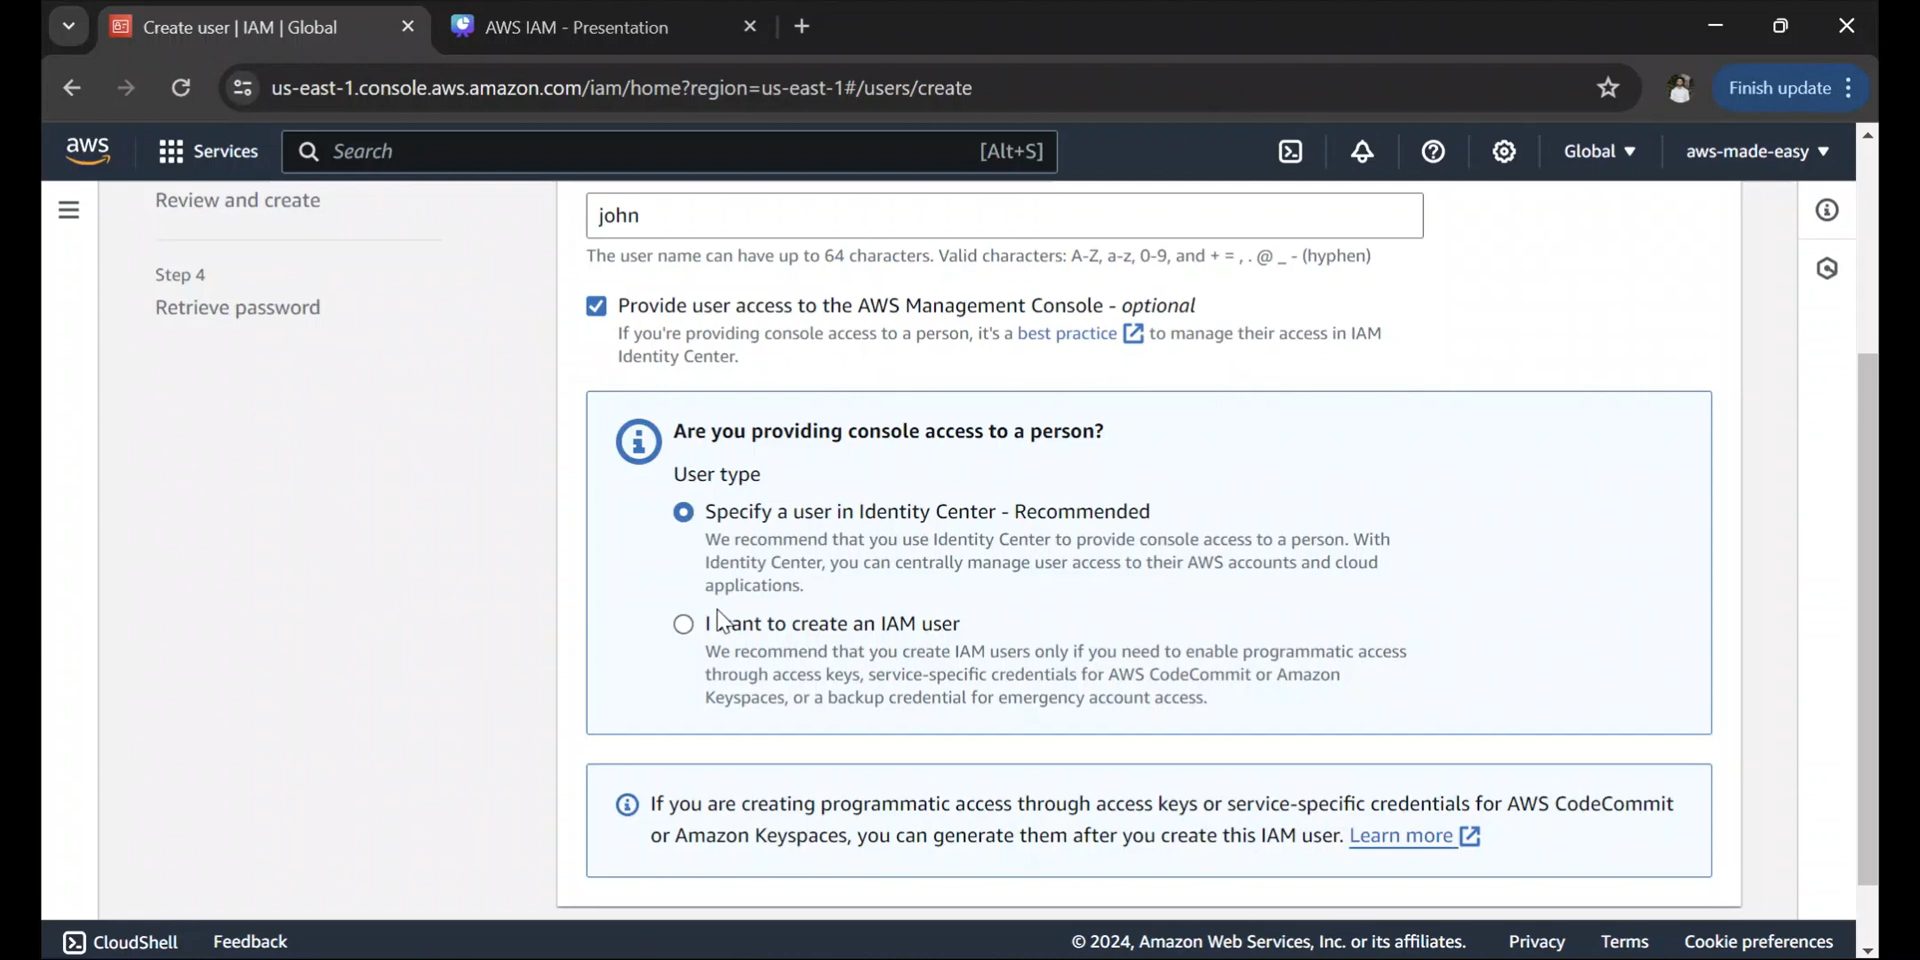 Create user | IAM | Global
AWS IAM - Presentation
us-east-1.console.aws.amazon.com/iam/home?region=us-east-1#/users/create
Finish update
aws
Services
Search
[Alt+S]
Global
aws-made-easy
Review and create
Step 4
Retrieve password
john
The user name can have up to 64 characters. Valid characters: A-Z, a-z, 0-9, and + = , . @ _ - (hyphen)
Provide user access to the AWS Management Console - optional
If you're providing console access to a person, it's a best practice to manage their access in IAM
Identity Center.
Are you providing console access to a person?
User type
Specify a user in Identity Center - Recommended
We recommend that you use Identity Center to provide console access to a person. With
Identity Center, you can centrally manage user access to their AWS accounts and cloud
applications.
I want to create an IAM user
We recommend that you create IAM users only if you need to enable programmatic access
through access keys, service-specific credentials for AWS CodeCommit or Amazon
Keyspaces, or a backup credential for emergency account access.
If you are creating programmatic access through access keys or service-specific credentials for AWS CodeCommit
or Amazon Keyspaces, you can generate them after you create this IAM user. Learn more
CloudShell
Feedback
© 2024, Amazon Web Services, Inc. or its affiliates.
Privacy
Terms
Cookie preferences